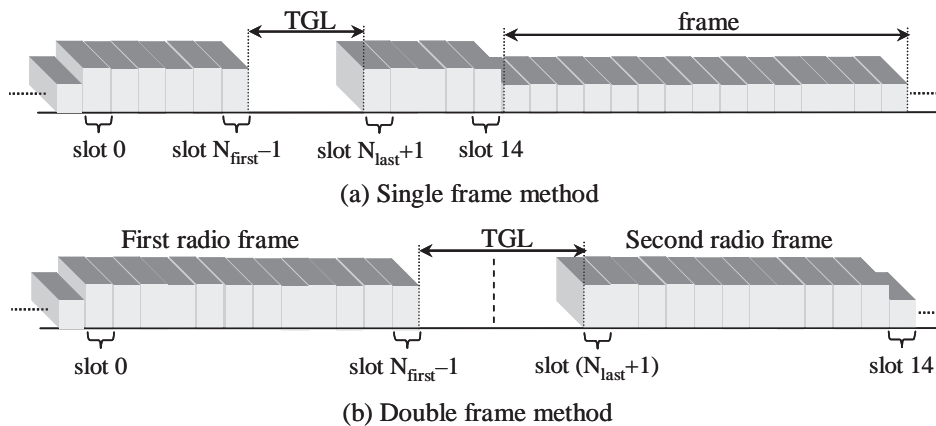 TGL
frame
slot 0
slot N_first–1
slot N_last+1
slot 14
(a) Single frame method
First radio frame
TGL
Second radio frame
slot 0
slot N_first–1
slot (N_last+1)
slot 14
(b) Double frame method